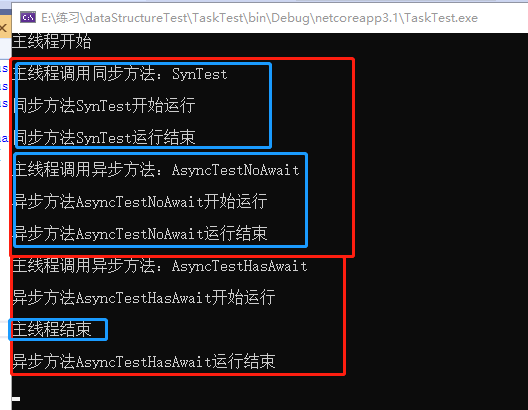 E:\练习\dataStructureTest\TaskTest\bin\Debug\netcoreapp3.1\TaskTest.exe
主线程开始
主线程调用同步方法：SynTest
同步方法SynTest开始运行
同步方法SynTest运行结束
主线程调用异步方法：AsyncTestNoAwait
异步方法AsyncTestNoAwait开始运行
异步方法AsyncTestNoAwait运行结束
主线程调用异步方法：AsyncTestHasAwait
异步方法AsyncTestHasAwait开始运行
主线程结束
异步方法AsyncTestHasAwait运行结束